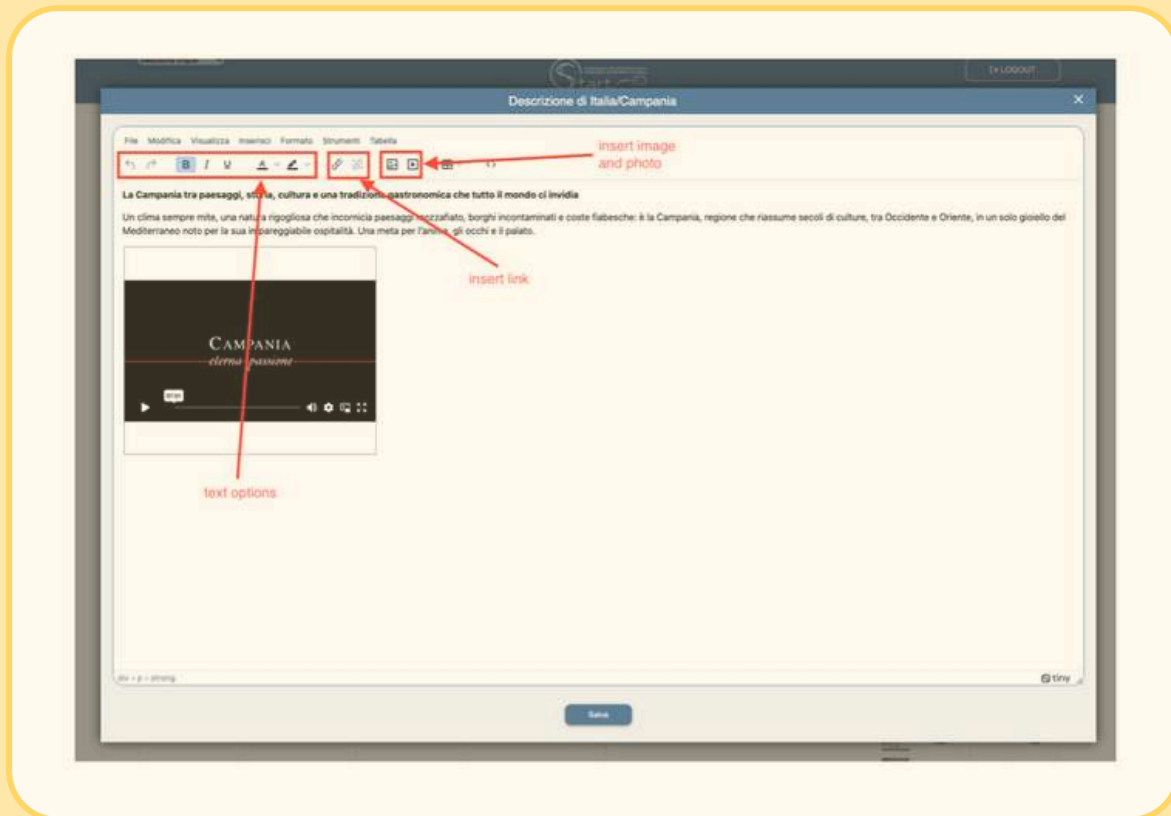 LOGOUT
Descrizione di Italia/Campania
File Modifica Visualizza Inserisci Formato Strumenti Tabella
insert image
and photo
B I U A
La Campania tra paesaggi, storia, cultura e una tradizione gastronomica che tutto il mondo ci invidia
Un clima sempre mite, una natura rigogliosa che incornicia paesaggi mozzafiato, borghi incontaminati e coste fiabesche: è la Campania, regione che riassume secoli di culture, tra Occidente e Oriente, in un solo gioiello del
Mediterraneo noto per la sua impareggiabile ospitalità. Una meta per l'anima, gli occhi e il palato.
insert link
CAMPANIA
eterna passione
text options
div › p › strong
tiny
Salva